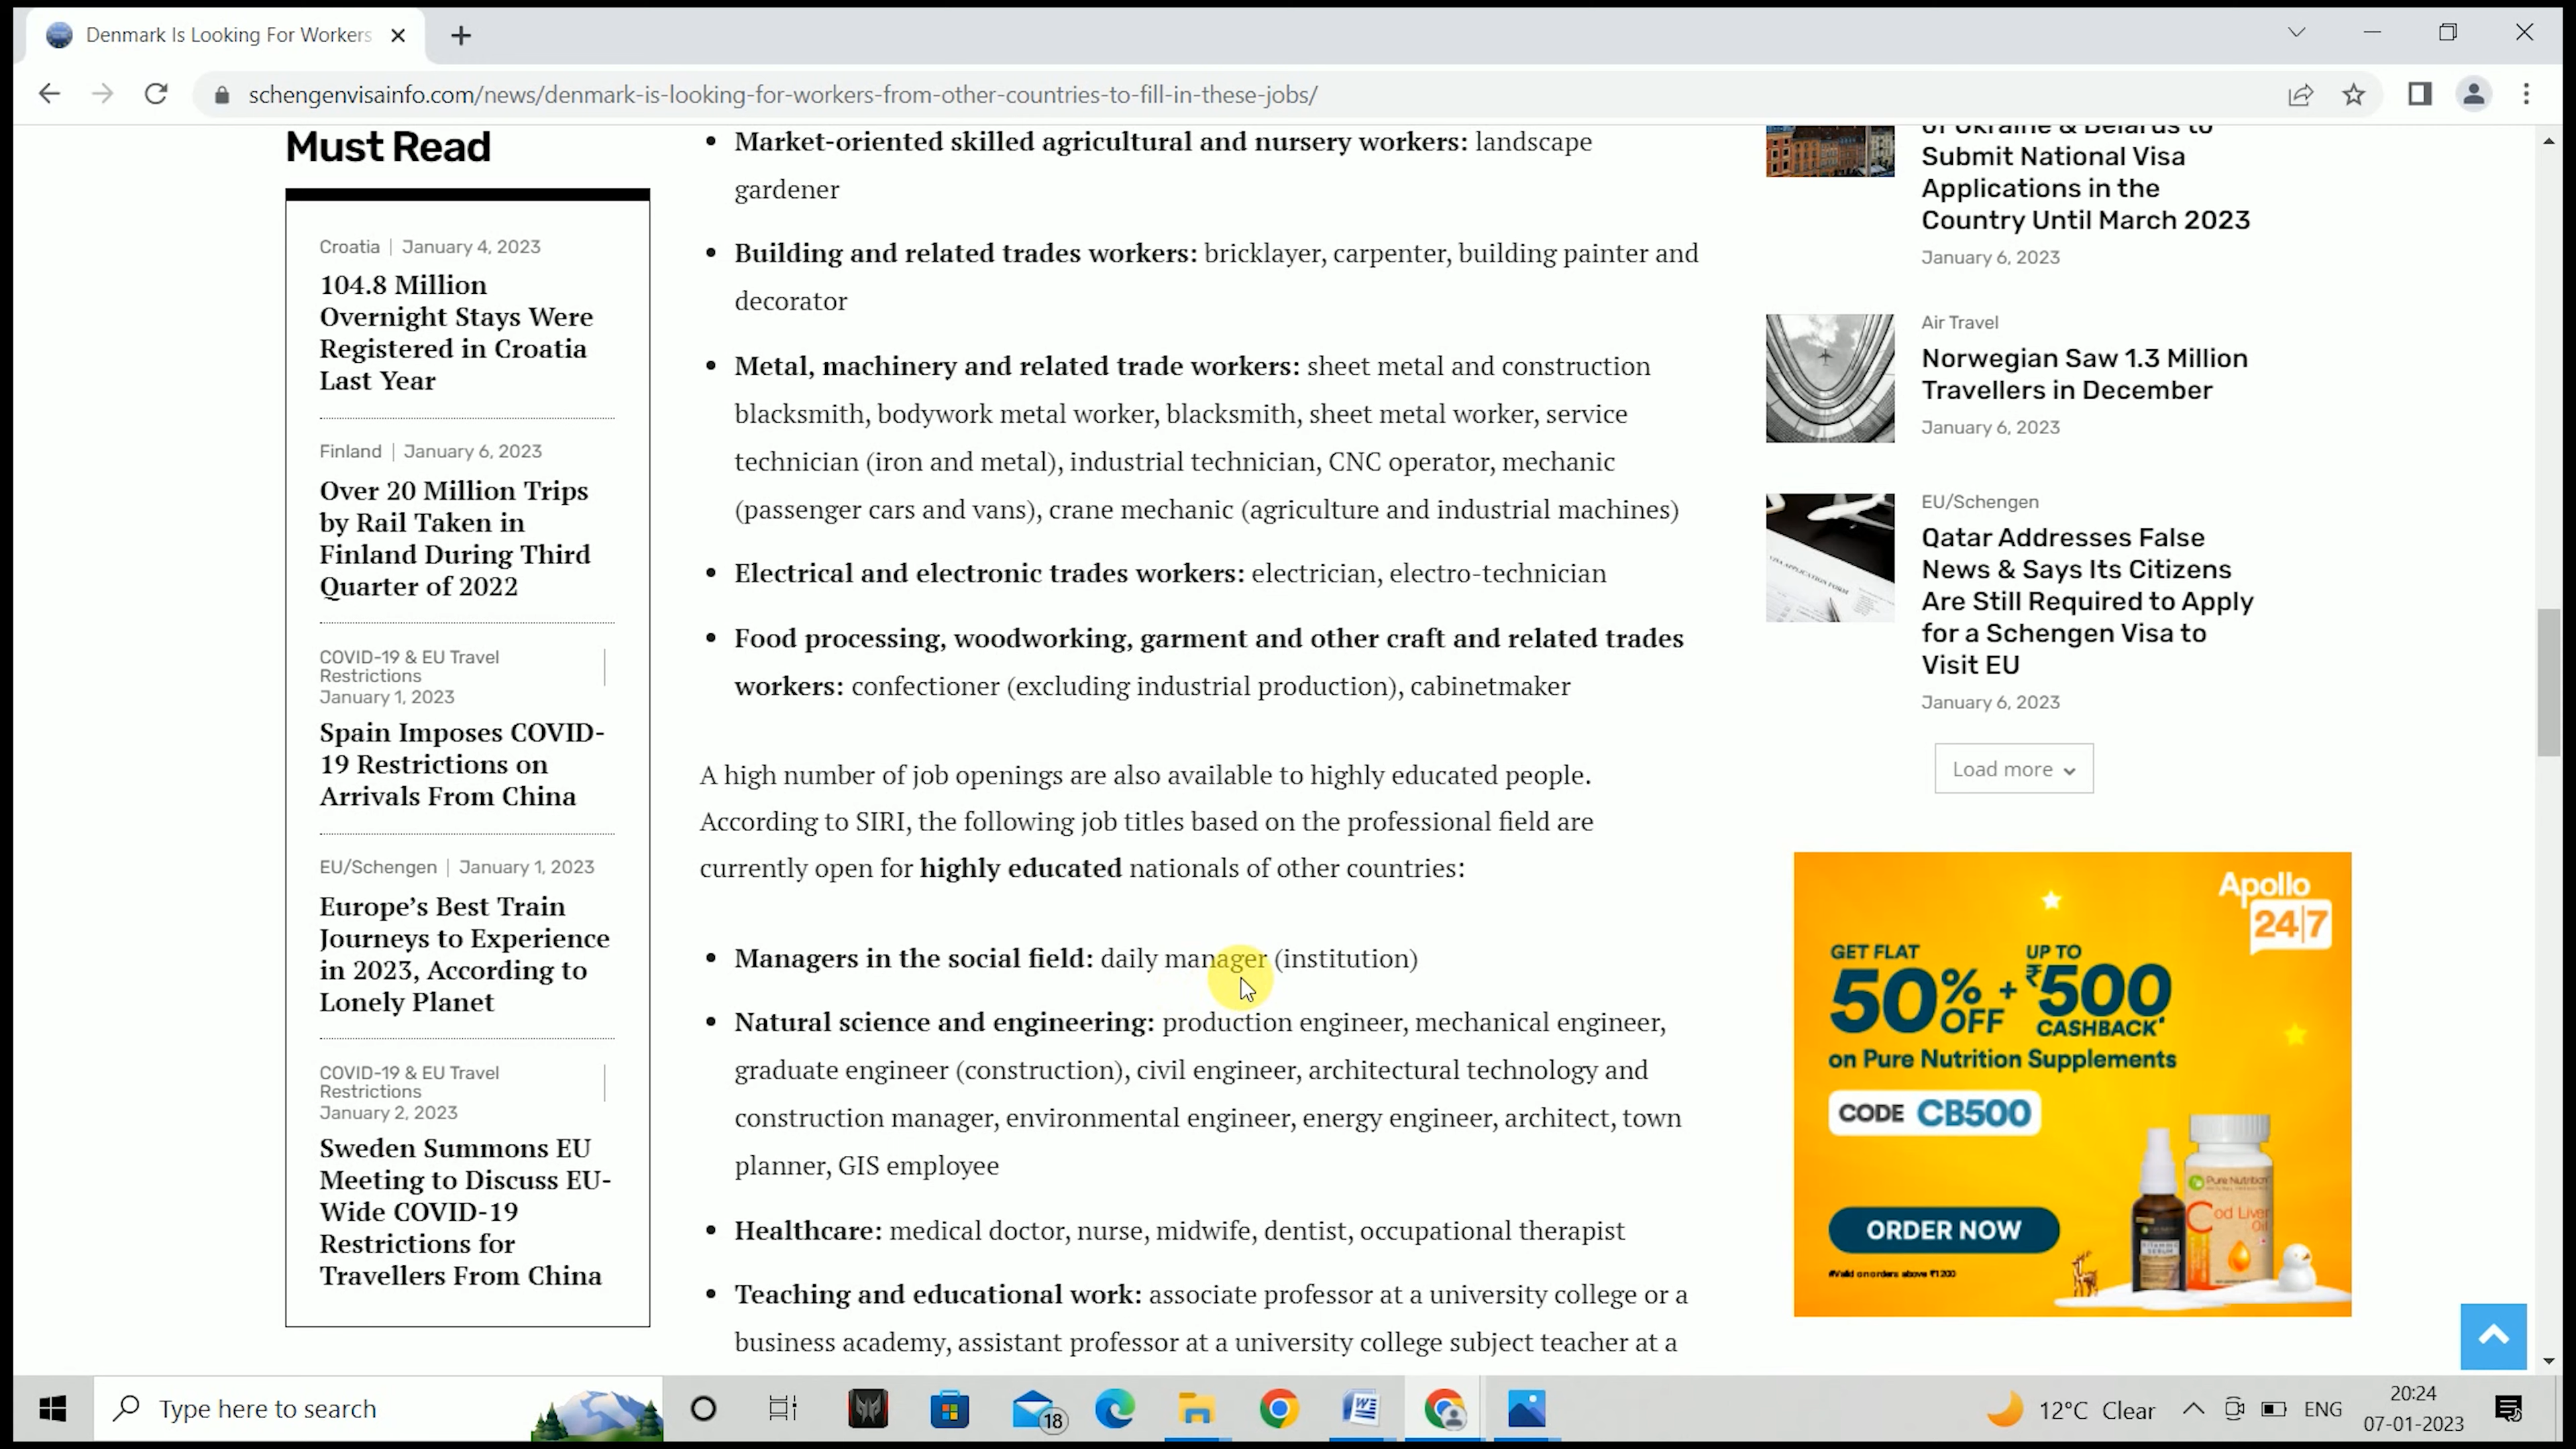 Denmark Is Looking For Workers
schengenvisainfo.com/news/denmark-is-looking-for-workers-from-other-countries-to-fill-in-these-jobs/
Must Read
Croatia | January 4, 2023
104.8 Million
Overnight Stays Were
Registered in Croatia
Last Year
Finland | January 6, 2023
Over 20 Million Trips
by Rail Taken in
Finland During Third
Quarter of 2022
COVID-19 & EU Travel
Restrictions
January 1, 2023
Spain Imposes COVID-
19 Restrictions on
Arrivals From China
EU/Schengen | January 1, 2023
Europe’s Best Train
Journeys to Experience
in 2023, According to
Lonely Planet
COVID-19 & EU Travel
Restrictions
January 2, 2023
Sweden Summons EU
Meeting to Discuss EU-
Wide COVID-19
Restrictions for
Travellers From China
• Market-oriented skilled agricultural and nursery workers: landscape
gardener
• Building and related trades workers: bricklayer, carpenter, building painter and
decorator
• Metal, machinery and related trade workers: sheet metal and construction
blacksmith, bodywork metal worker, blacksmith, sheet metal worker, service
technician (iron and metal), industrial technician, CNC operator, mechanic
(passenger cars and vans), crane mechanic (agriculture and industrial machines)
• Electrical and electronic trades workers: electrician, electro-technician
• Food processing, woodworking, garment and other craft and related trades
workers: confectioner (excluding industrial production), cabinetmaker
A high number of job openings are also available to highly educated people.
According to SIRI, the following job titles based on the professional field are
currently open for highly educated nationals of other countries:
• Managers in the social field: daily manager (institution)
• Natural science and engineering: production engineer, mechanical engineer,
graduate engineer (construction), civil engineer, architectural technology and
construction manager, environmental engineer, energy engineer, architect, town
planner, GIS employee
• Healthcare: medical doctor, nurse, midwife, dentist, occupational therapist
• Teaching and educational work: associate professor at a university college or a
business academy, assistant professor at a university college subject teacher at a
of Ukraine & Belarus to
Submit National Visa
Applications in the
Country Until March 2023
January 6, 2023
Air Travel
Norwegian Saw 1.3 Million
Travellers in December
January 6, 2023
VISA APPLICATION FORM
EU/Schengen
Qatar Addresses False
News & Says Its Citizens
Are Still Required to Apply
for a Schengen Visa to
Visit EU
January 6, 2023
Load more
Apollo
24|7
GET FLAT
50% OFF
+
UP TO
₹500
CASHBACK*
on Pure Nutrition Supplements
CODE CB500
ORDER NOW
#Valid on orders above ₹1200
Pure Nutrition
Cod Liver
Oil
Type here to search
18
12°C Clear
ENG
20:24
07-01-2023